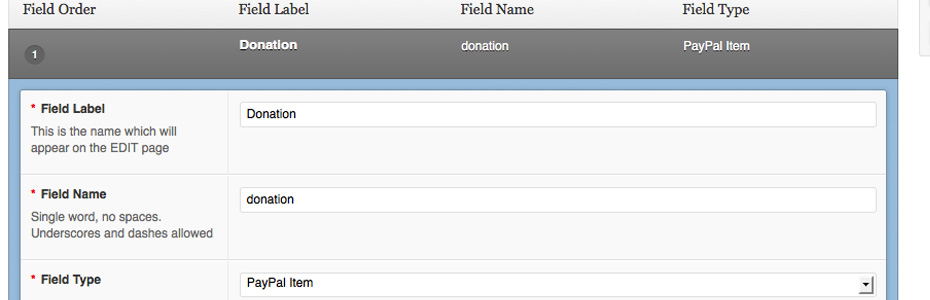 Field Order Field Label Field Name Field Type
1 Donation donation PayPal Item
* Field Label
This is the name which will
appear on the EDIT page
Donation
* Field Name
Single word, no spaces.
Underscores and dashes allowed
donation
* Field Type
PayPal Item